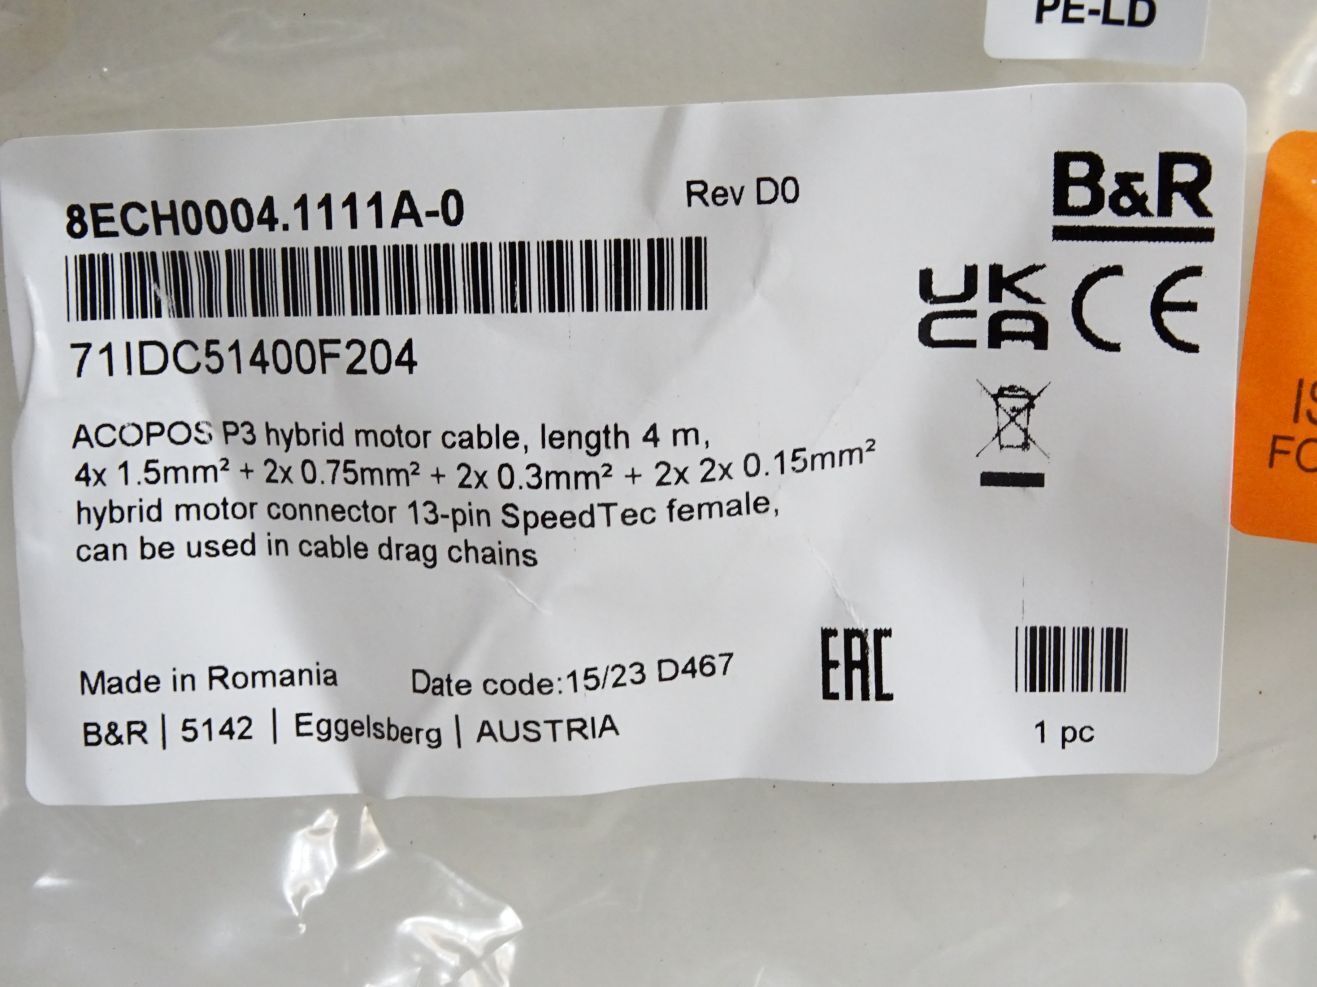 PE-LD
8ECH0004.1111A-0
Rev D0
B&R
UK
CA CE
71IDC51400F204
ACOPOS P3 hybrid motor cable, length 4 m,
4x 1.5mm² + 2x 0.75mm² + 2x 0.3mm² + 2x 2x 0.15mm²
hybrid motor connector 13-pin SpeedTec female,
can be used in cable drag chains
Made in Romania
Date code:15/23 D467
EAC
B&R | 5142 | Eggelsberg | AUSTRIA
1 pc